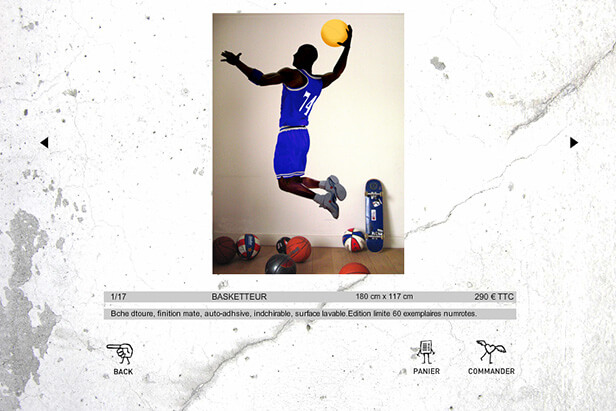 74
1/17 BASKETTEUR 180 cm x 117 cm 290 € TTC
Bche dtoure, finition mate, auto-adhsive, indchirable, surface lavable.Edition limite 60 exemplaires numrotes.
BACK PANIER COMMANDER